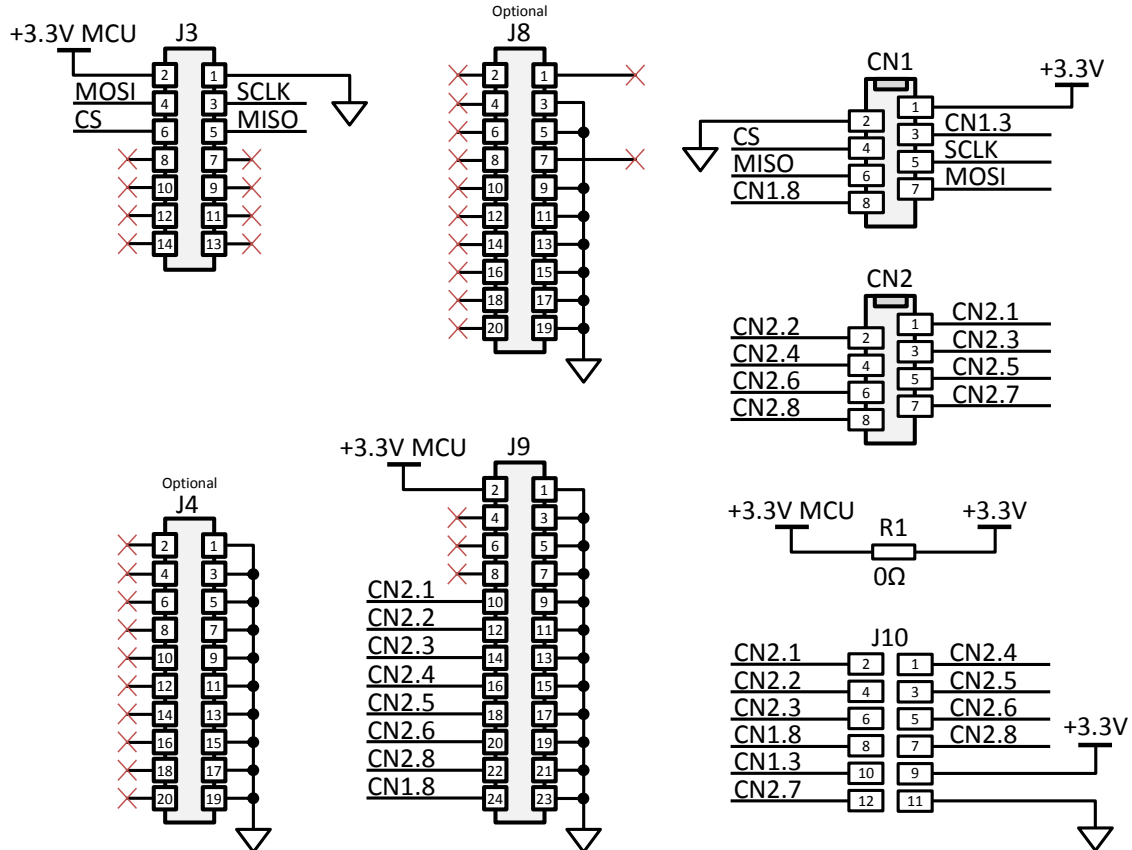 +3.3V MCU
J3
2 1
MOSI 4 3 SCLK
CS 6 5 MISO
8 7
10 9
12 11
14 13
Optional
J8
2 1
4 3
6 5
8 7
10 9
12 11
14 13
16 15
18 17
20 19
CN1
+3.3V
1
2 CN1.3
CS 3
4 SCLK
MISO 5
6 MOSI
CN1.8 7
8
CN2
CN2.1
CN2.2 1
2 CN2.3
CN2.4 3
4 CN2.5
CN2.6 5
6 CN2.7
CN2.8 7
8
Optional
J4
2 1
4 3
6 5
8 7
10 9
12 11
14 13
16 15
18 17
20 19
+3.3V MCU
J9
2 1
4 3
6 5
8 7
CN2.1 10 9
CN2.2 12 11
CN2.3 14 13
CN2.4 16 15
CN2.5 18 17
CN2.6 20 19
CN2.8 22 21
CN1.8 24 23
+3.3V MCU
R1
+3.3V
0Ω
J10
CN2.1 2 1 CN2.4
CN2.2 4 3 CN2.5
CN2.3 6 5 CN2.6
CN1.8 8 7 CN2.8
+3.3V
CN1.3 10 9
CN2.7 12 11